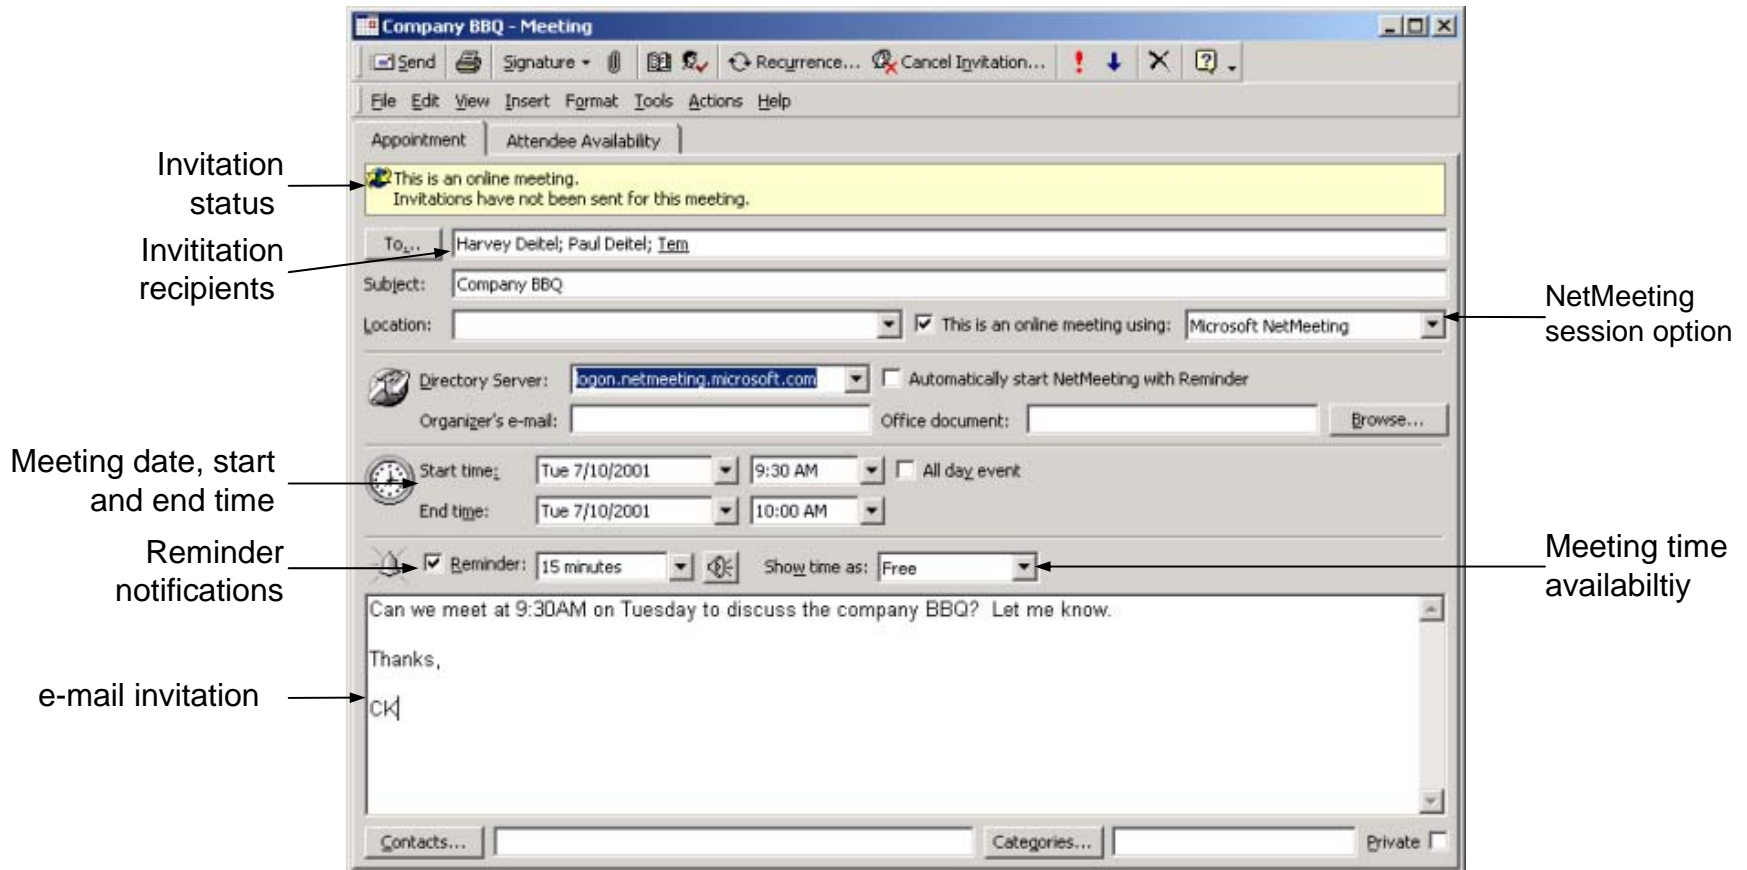 Company BBQ - Meeting
Send Signature Recurrence... Cancel Invitation...
File Edit View Insert Format Tools Actions Help
Appointment Attendee Availability
Invitation
status
This is an online meeting.
Invitations have not been sent for this meeting.
Invititation
recipients
To... Harvey Deitel; Paul Deitel; Tem
Subject: Company BBQ
Location: This is an online meeting using: Microsoft NetMeeting
NetMeeting
session option
Directory Server: logon.netmeeting.microsoft.com Automatically start NetMeeting with Reminder
Organizer's e-mail: Office document: Browse...
Meeting date, start
and end time
Start time: Tue 7/10/2001 9:30 AM All day event
End time: Tue 7/10/2001 10:00 AM
Reminder
notifications
Reminder: 15 minutes Show time as: Free
Meeting time
availabiltiy
Can we meet at 9:30AM on Tuesday to discuss the company BBQ? Let me know.
Thanks,
e-mail invitation
CK
Contacts... Categories... Private